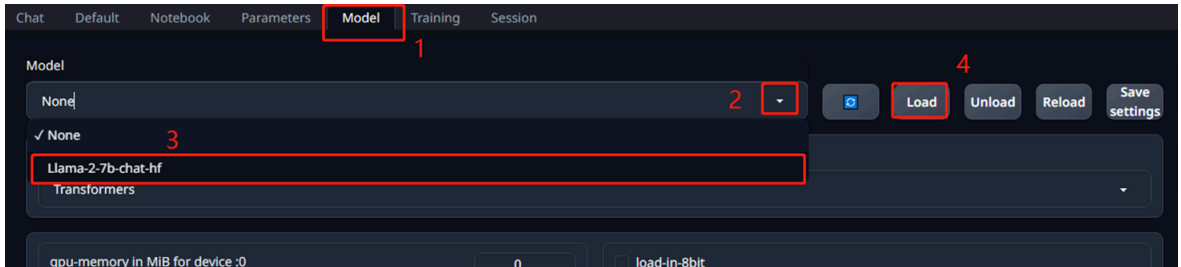 Chat Default Notebook Parameters Model Training Session
1
Model
4
None
2
Load
Unload
Reload
Save
settings
✓ None
3
Llama-2-7b-chat-hf
Transformers
gpu-memory in MiB for device :0
0
load-in-8bit